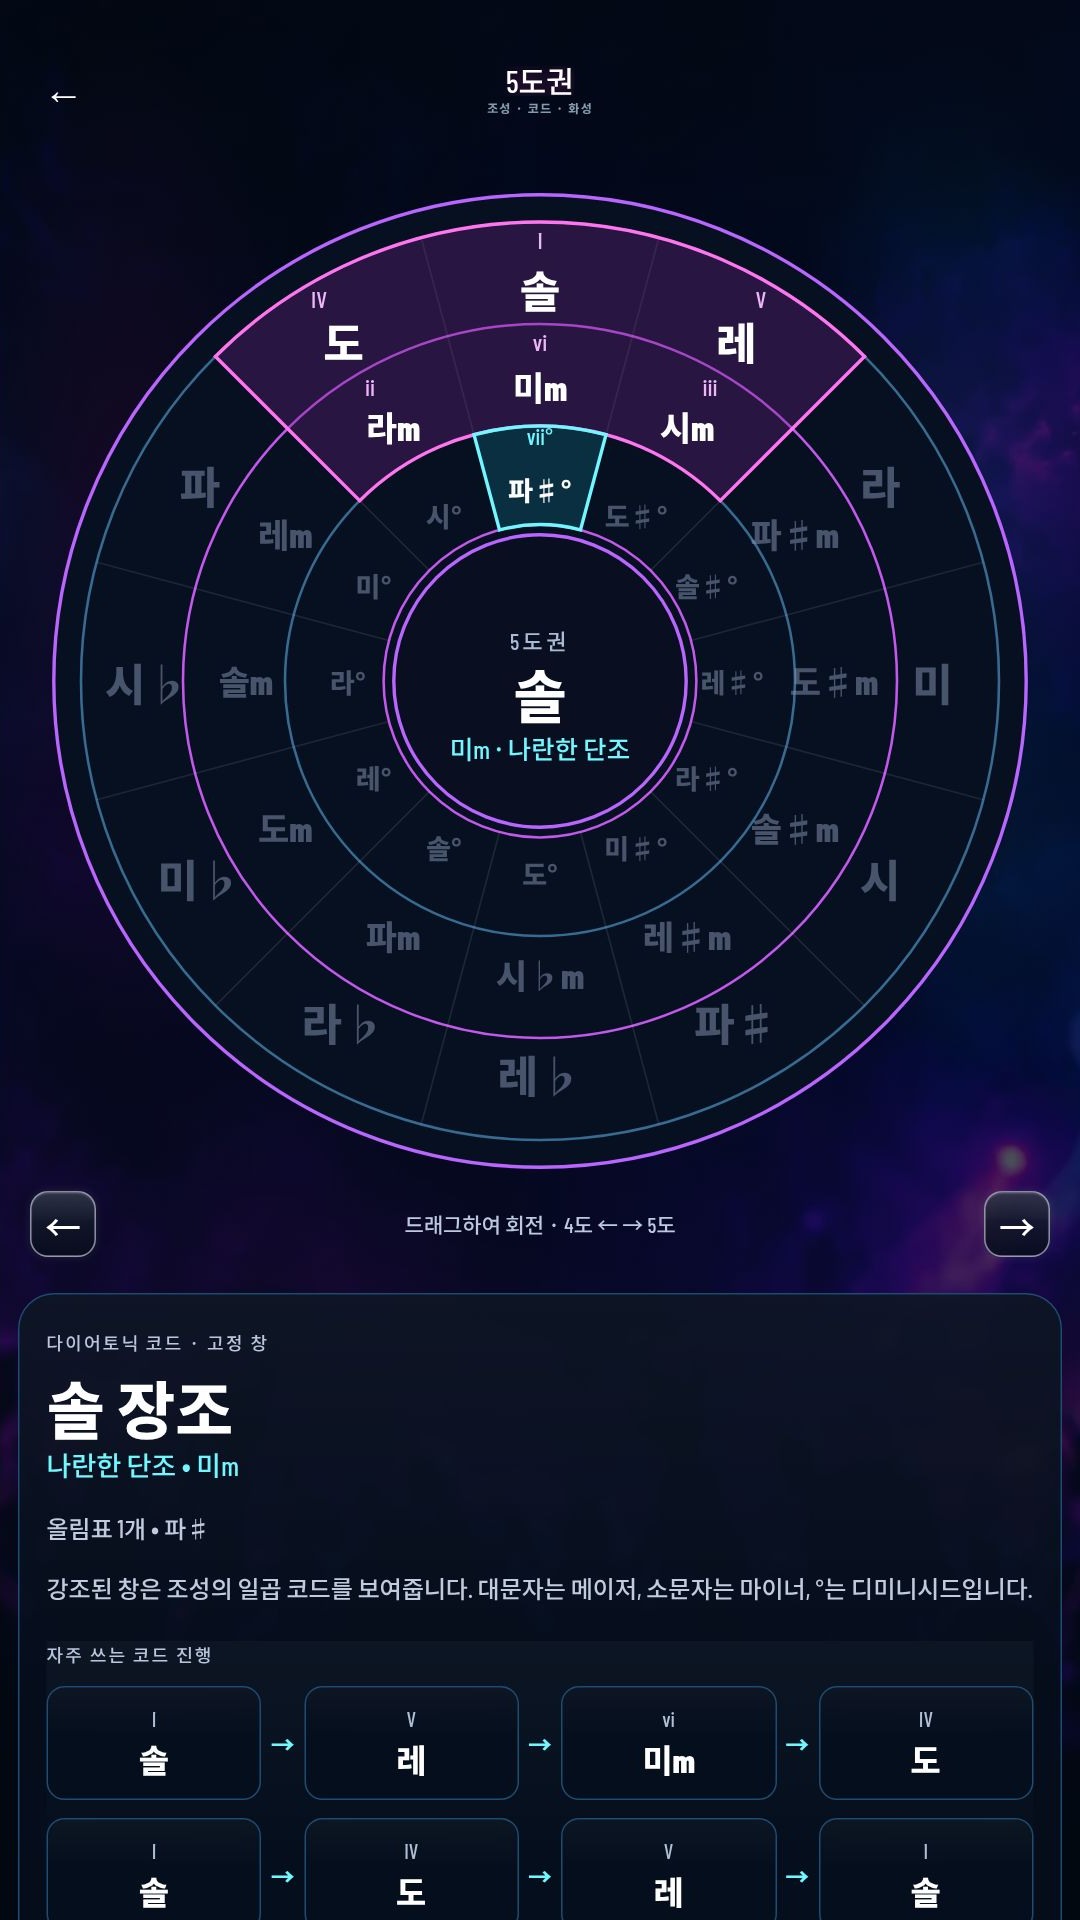 ←
5도권
조성 · 코드 · 화성
I
솔
IV
도
V
레
vi
미m
ii
라m
iii
시m
vii°
파♯°
시°
도♯°
파
라
레m
파♯m
미°
솔♯°
시♭
솔m
라°
레♯°
도♯m
미
5도권
솔
미m · 나란한 단조
레°
라♯°
도m
솔♯m
미♭
시
솔°
미♯°
도°
파m
레♯m
시♭m
라♭
파♯
레♭
← 드래그하여 회전 · 4도 ← → 5도 →
다이어토닉 코드 · 고정 창
솔 장조
나란한 단조 • 미m
올림표 1개 • 파♯
강조된 창은 조성의 일곱 코드를 보여줍니다. 대문자는 메이저, 소문자는 마이너, °는 디미니시드입니다.
자주 쓰는 코드 진행
I V vi IV
솔 → 레 → 미m → 도
I IV V I
솔 → 도 → 레 → 솔